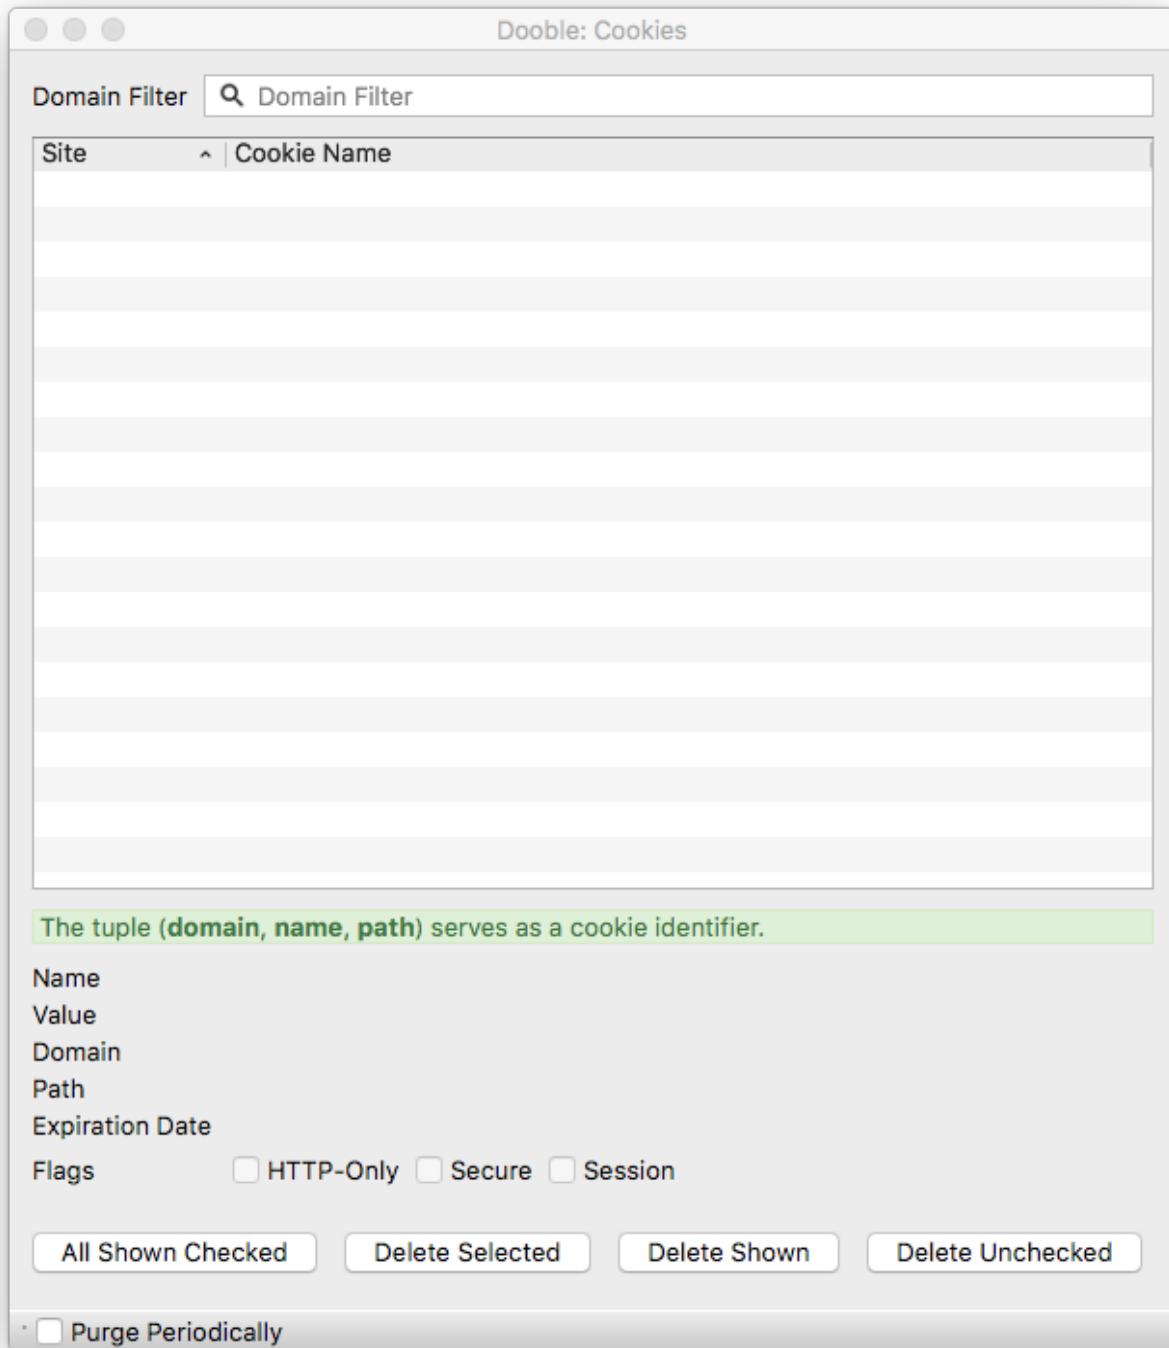 Dooble: Cookies
Domain Filter Domain Filter
Site Cookie Name
The tuple (domain, name, path) serves as a cookie identifier.
Name
Value
Domain
Path
Expiration Date
Flags HTTP-Only Secure Session
All Shown Checked Delete Selected Delete Shown Delete Unchecked
Purge Periodically